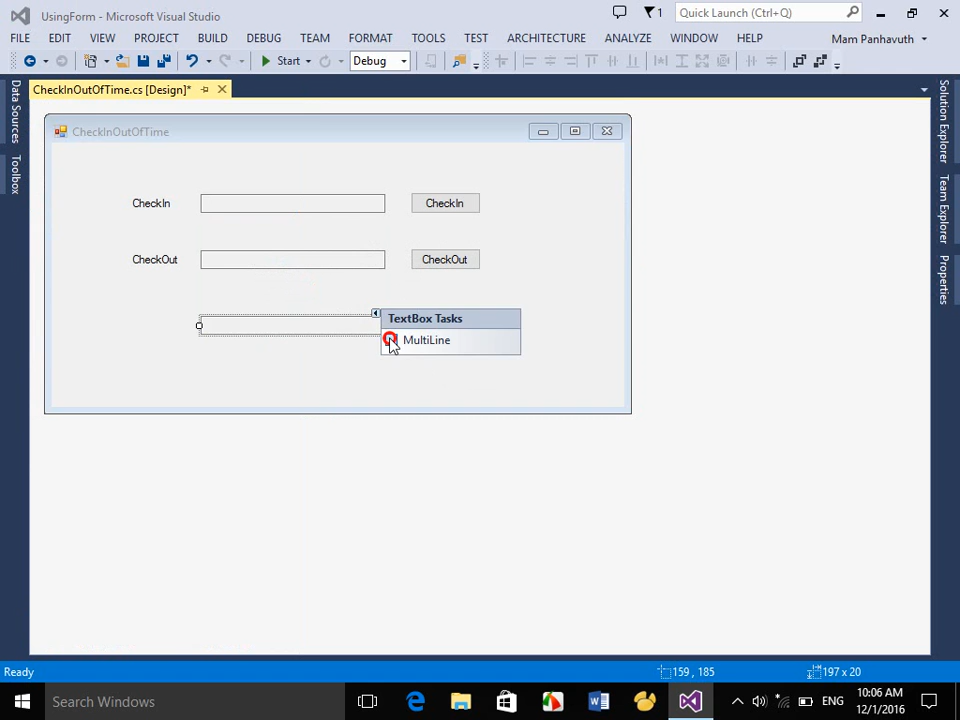 UsingForm - Microsoft Visual Studio
1
Quick Launch (Ctrl+Q)
FILE EDIT VIEW PROJECT BUILD DEBUG TEAM FORMAT TOOLS TEST ARCHITECTURE ANALYZE WINDOW HELP Mam Panhavuth
Start Debug
CheckInOutOfTime.cs [Design]*
Data Sources
Toolbox
Solution Explorer
Team Explorer
Properties
CheckInOutOfTime
CheckIn CheckIn
CheckOut CheckOut
TextBox Tasks
MultiLine
Ready 159 , 185 197 x 20
Search Windows
ENG
10:06 AM
12/1/2016